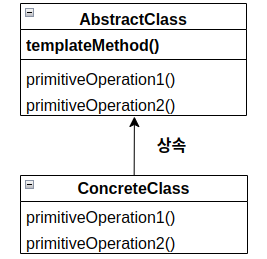 AbstractClass
templateMethod()
primitiveOperation1()
primitiveOperation2()
상속
ConcreteClass
primitiveOperation1()
primitiveOperation2()